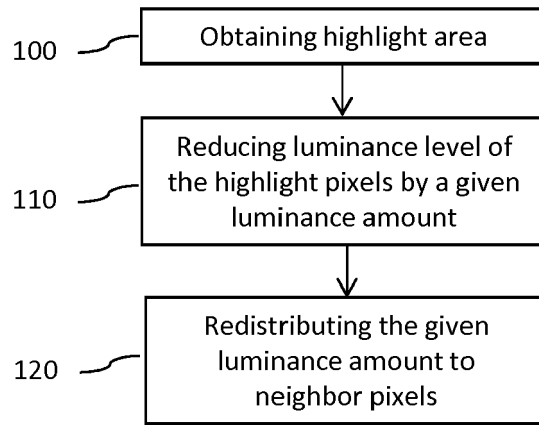 100
Obtaining highlight area
110
Reducing luminance level of
the highlight pixels by a given
luminance amount
120
Redistributing the given
luminance amount to
neighbor pixels